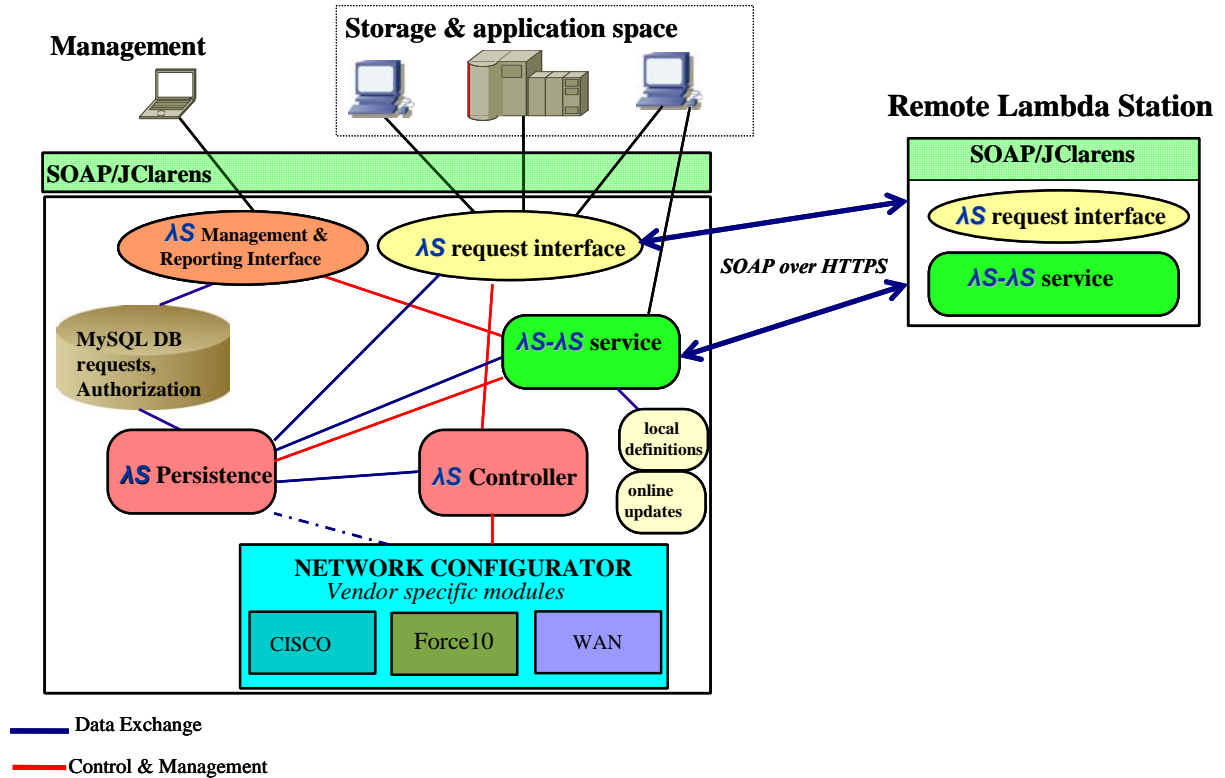 Management
Storage & application space
Remote Lambda Station
SOAP/JClarens
SOAP/JClarens
λS Management &
Reporting Interface
λS request interface
λS request interface
SOAP over HTTPS
λS-λS service
MySQL DB
requests,
Authorization
λS-λS service
local
definitions
λS Persistence
λS Controller
online
updates
NETWORK CONFIGURATOR
Vendor specific modules
CISCO
Force10
WAN
Data Exchange
Control & Management